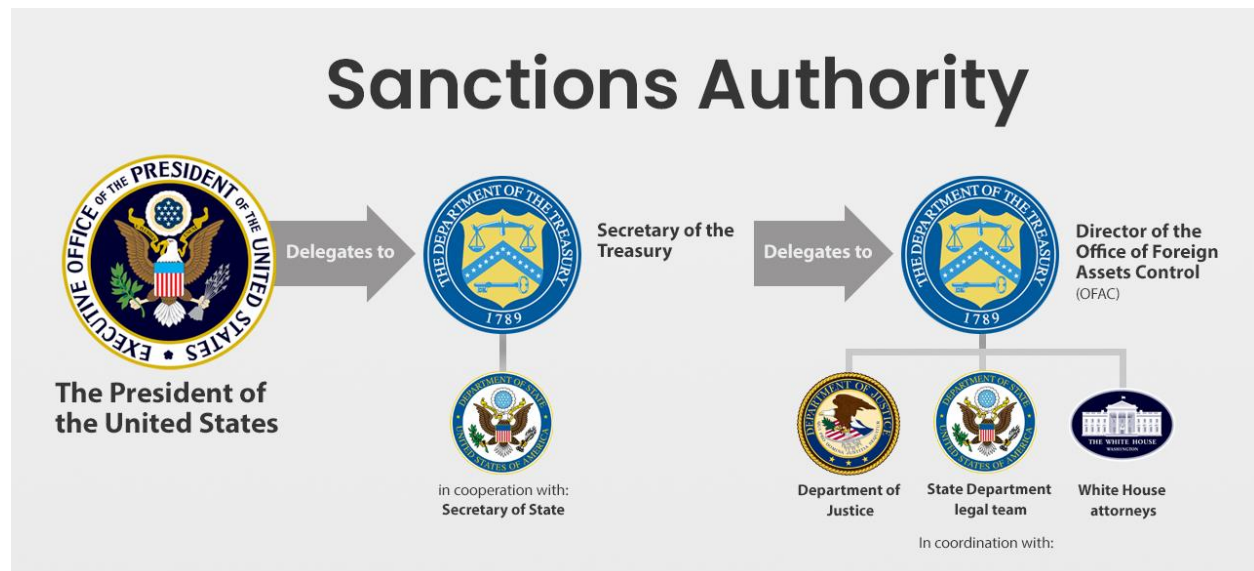 Sanctions Authority
EXECUTIVE OFFICE OF THE PRESIDENT OF THE UNITED STATES
The President of
the United States
Delegates to
THE DEPARTMENT OF THE TREASURY
1789
Secretary of the
Treasury
DEPARTMENT OF STATE
UNITED STATES OF AMERICA
in cooperation with:
Secretary of State
Delegates to
THE DEPARTMENT OF THE TREASURY
1789
Director of the
Office of Foreign
Assets Control
(OFAC)
DEPARTMENT OF JUSTICE
Department of
Justice
DEPARTMENT OF STATE
UNITED STATES OF AMERICA
State Department
legal team
THE WHITE HOUSE
WASHINGTON
White House
attorneys
In coordination with: